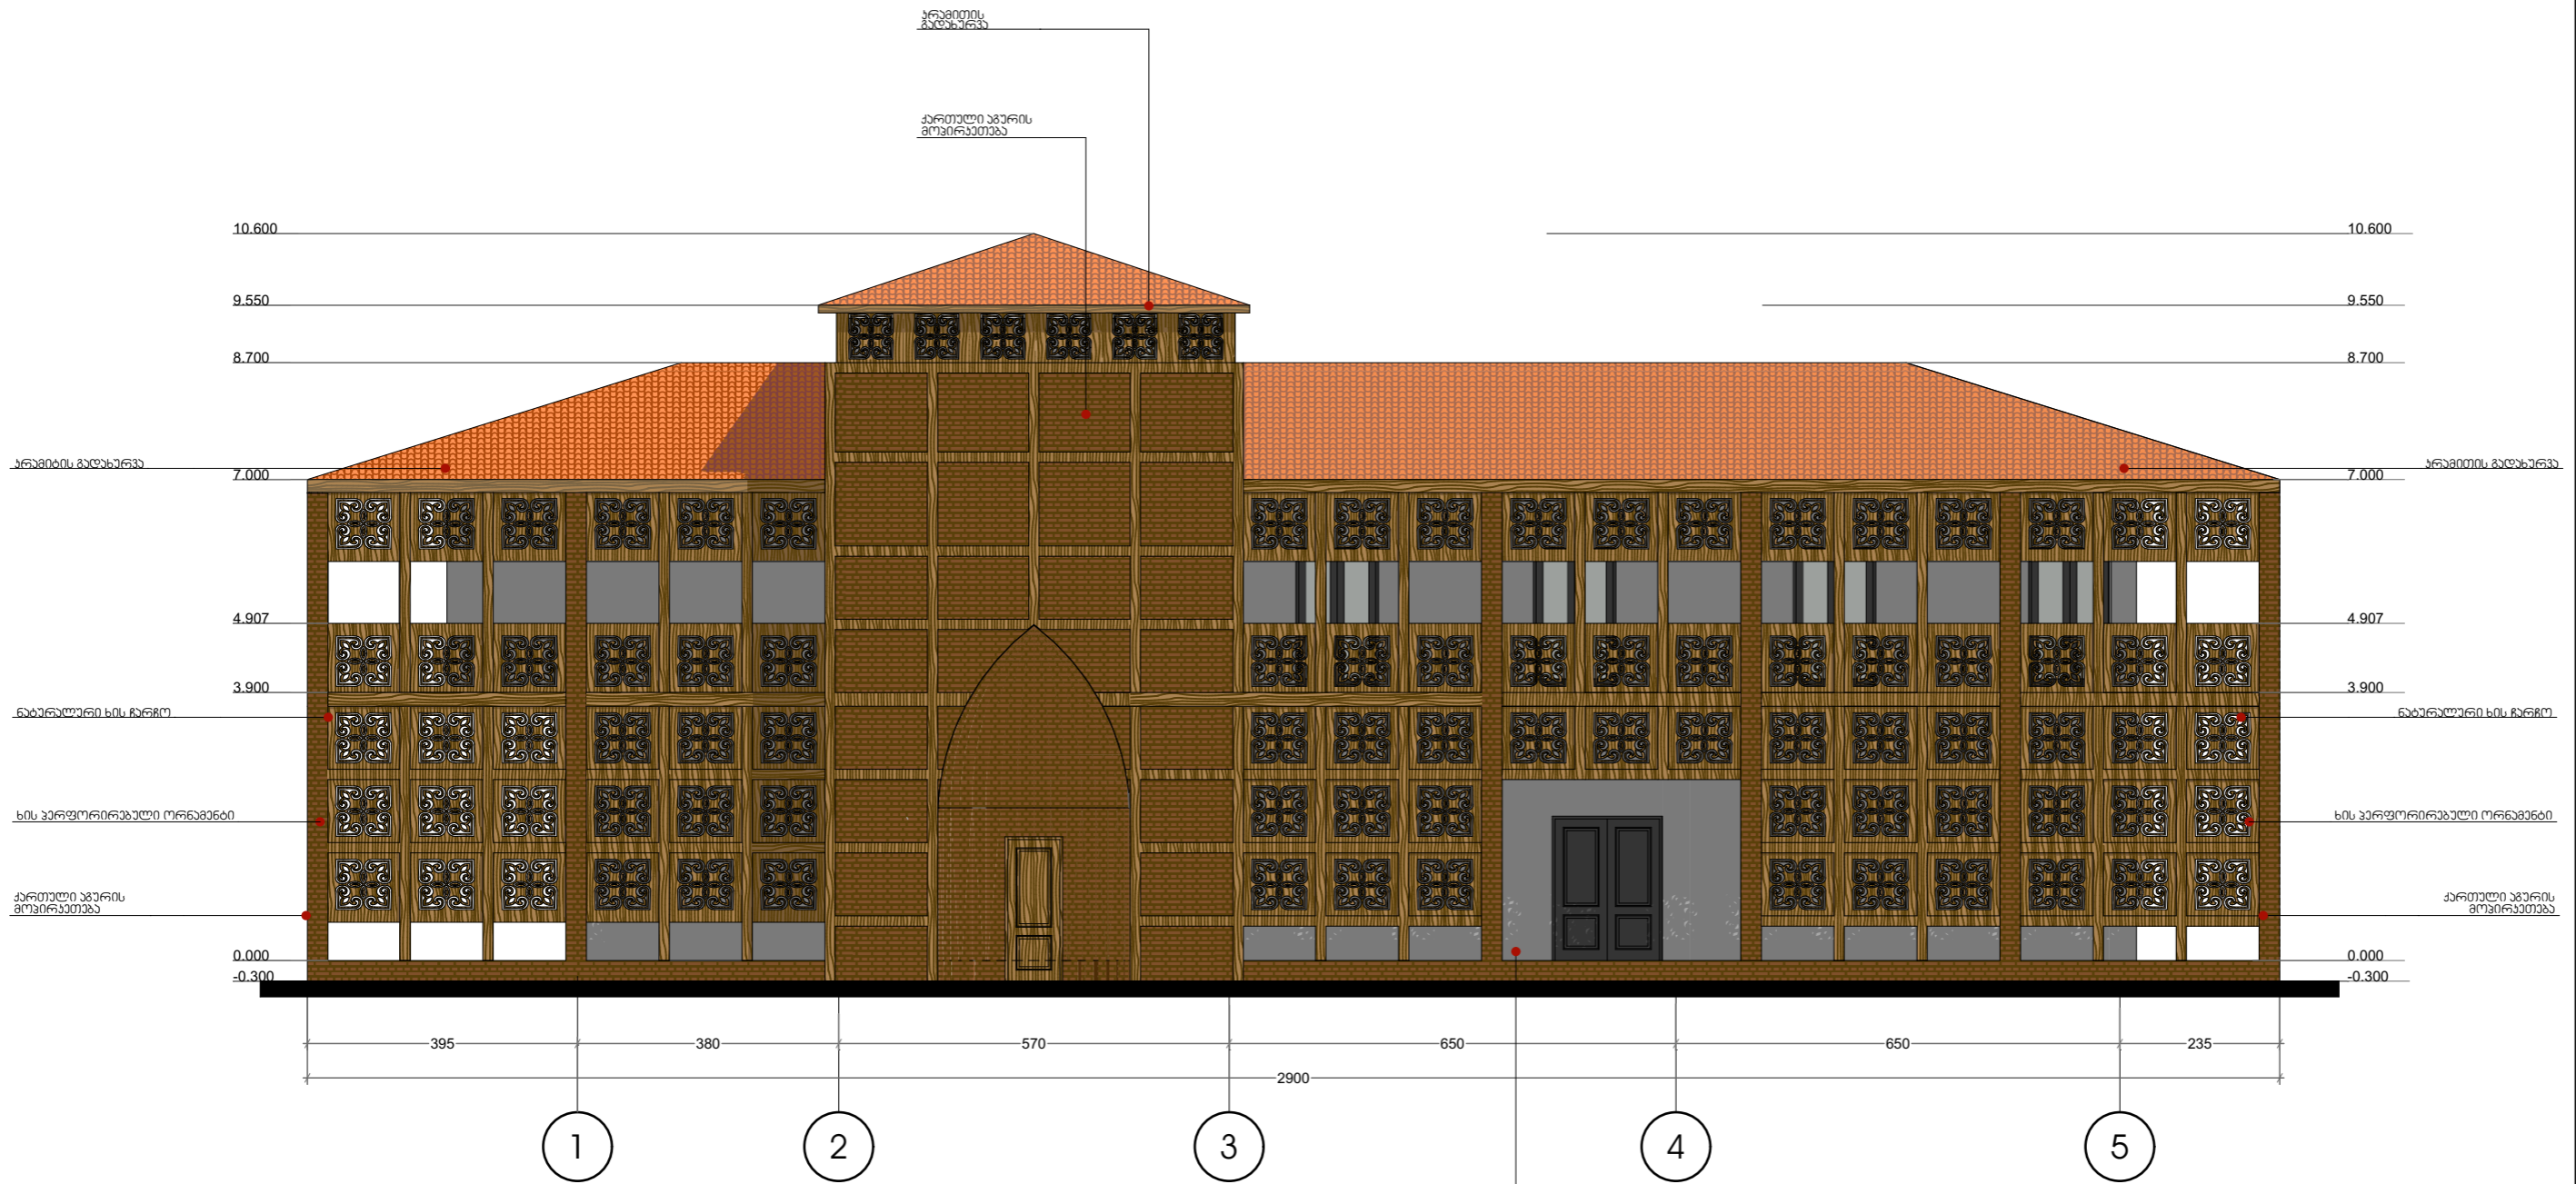 კრამიტის
გადახურვა
ქართული აგურის
მოპირკეთება
10.600
10.600
9.550
9.550
8.700
8.700
კრამიტის გადახურვა
კრამიტის გადახურვა
7.000
7.000
4.907
4.907
3.900
3.900
ნატურალური ხის ჩარჩო
ნატურალური ხის ჩარჩო
ხის პერფორირებული ორნამენტი
ხის პერფორირებული ორნამენტი
ქართული აგურის
მოპირკეთება
ქართული აგურის
მოპირკეთება
0.000
0.000
-0.300
-0.300
395 380 570 650 650 235
2900
1 2 3 4 5